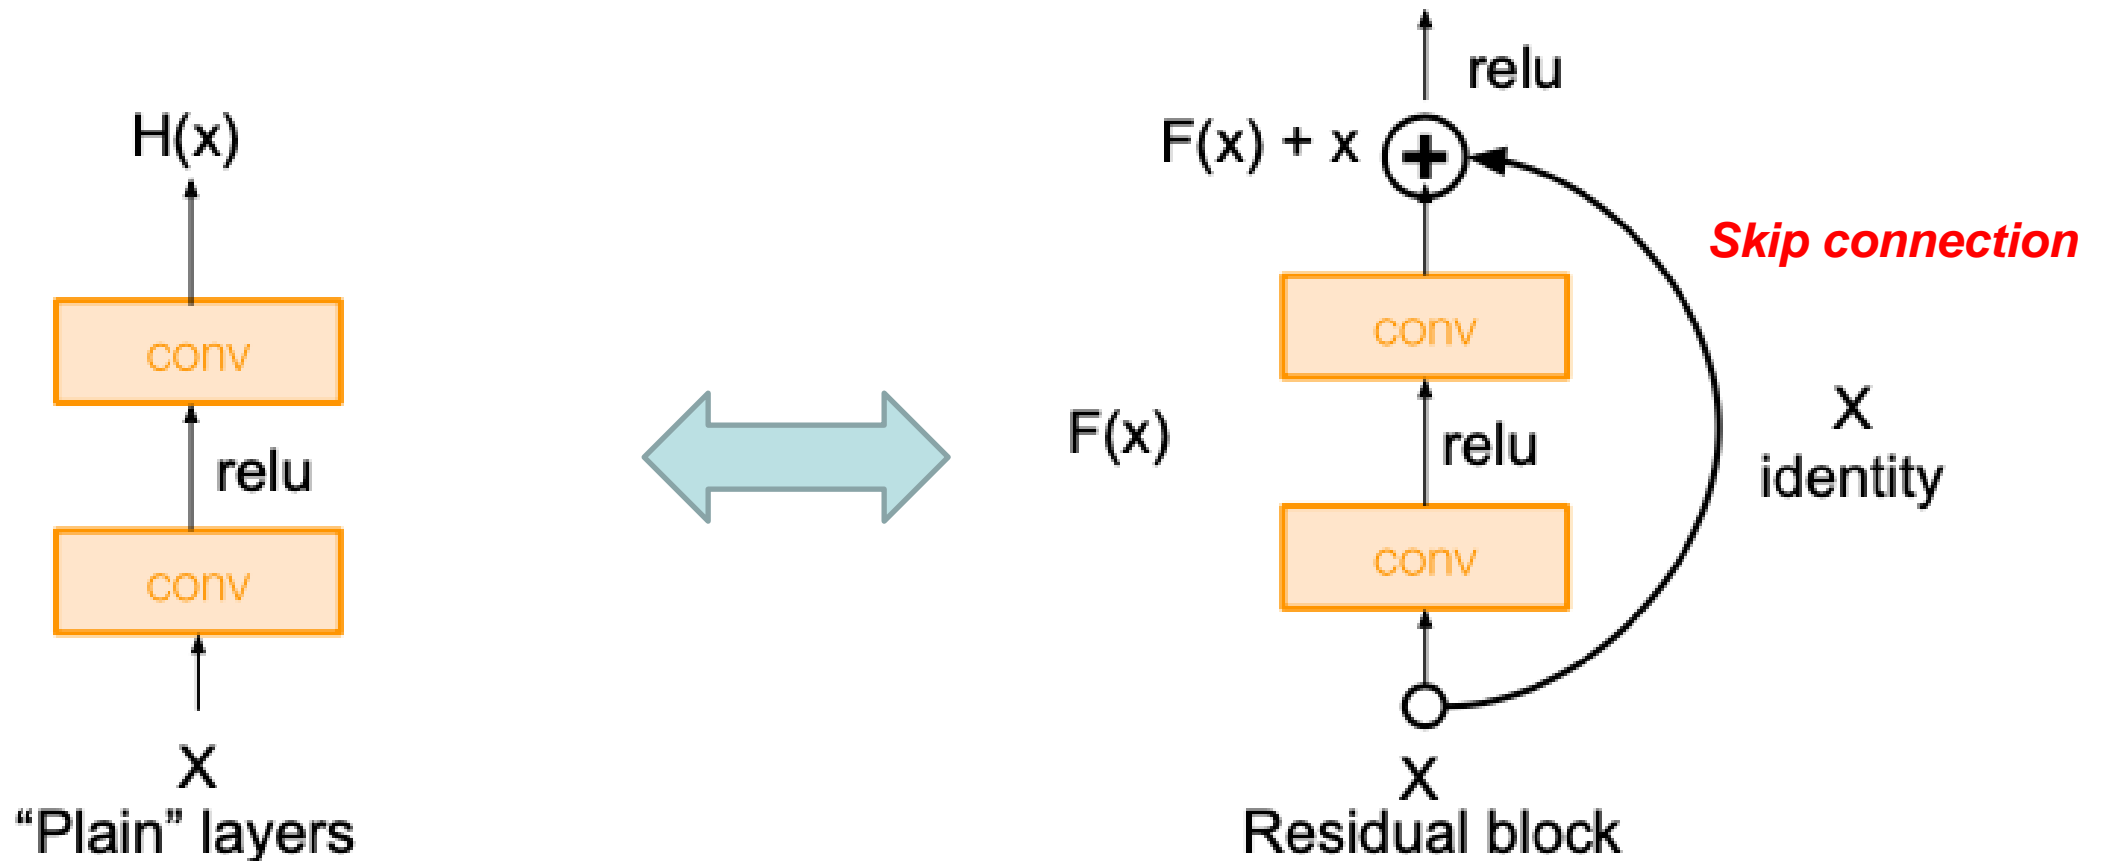 H(x)
conv
relu
conv
X
“Plain” layers
relu
F(x) + x
+
Skip connection
conv
F(x)
relu
X
identity
conv
X
Residual block